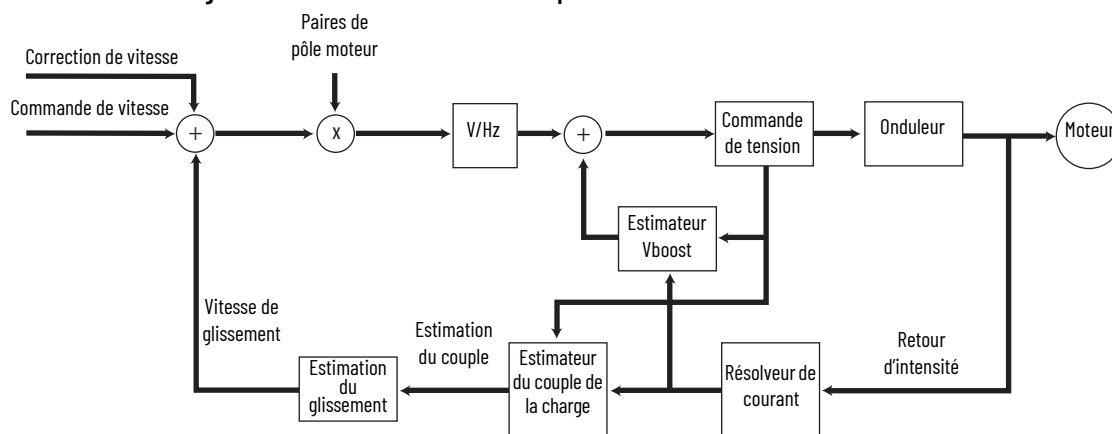 Paires de
pôle moteur
Correction de vitesse
Commande de vitesse
+
x
V/Hz
+
Commande
de tension
Onduleur
Moteur
Estimateur
Vboost
Vitesse de
glissement
Estimation
du couple
Retour
d'intensité
Estimation
du
glissement
Estimateur
du couple de
la charge
Résolveur de
courant